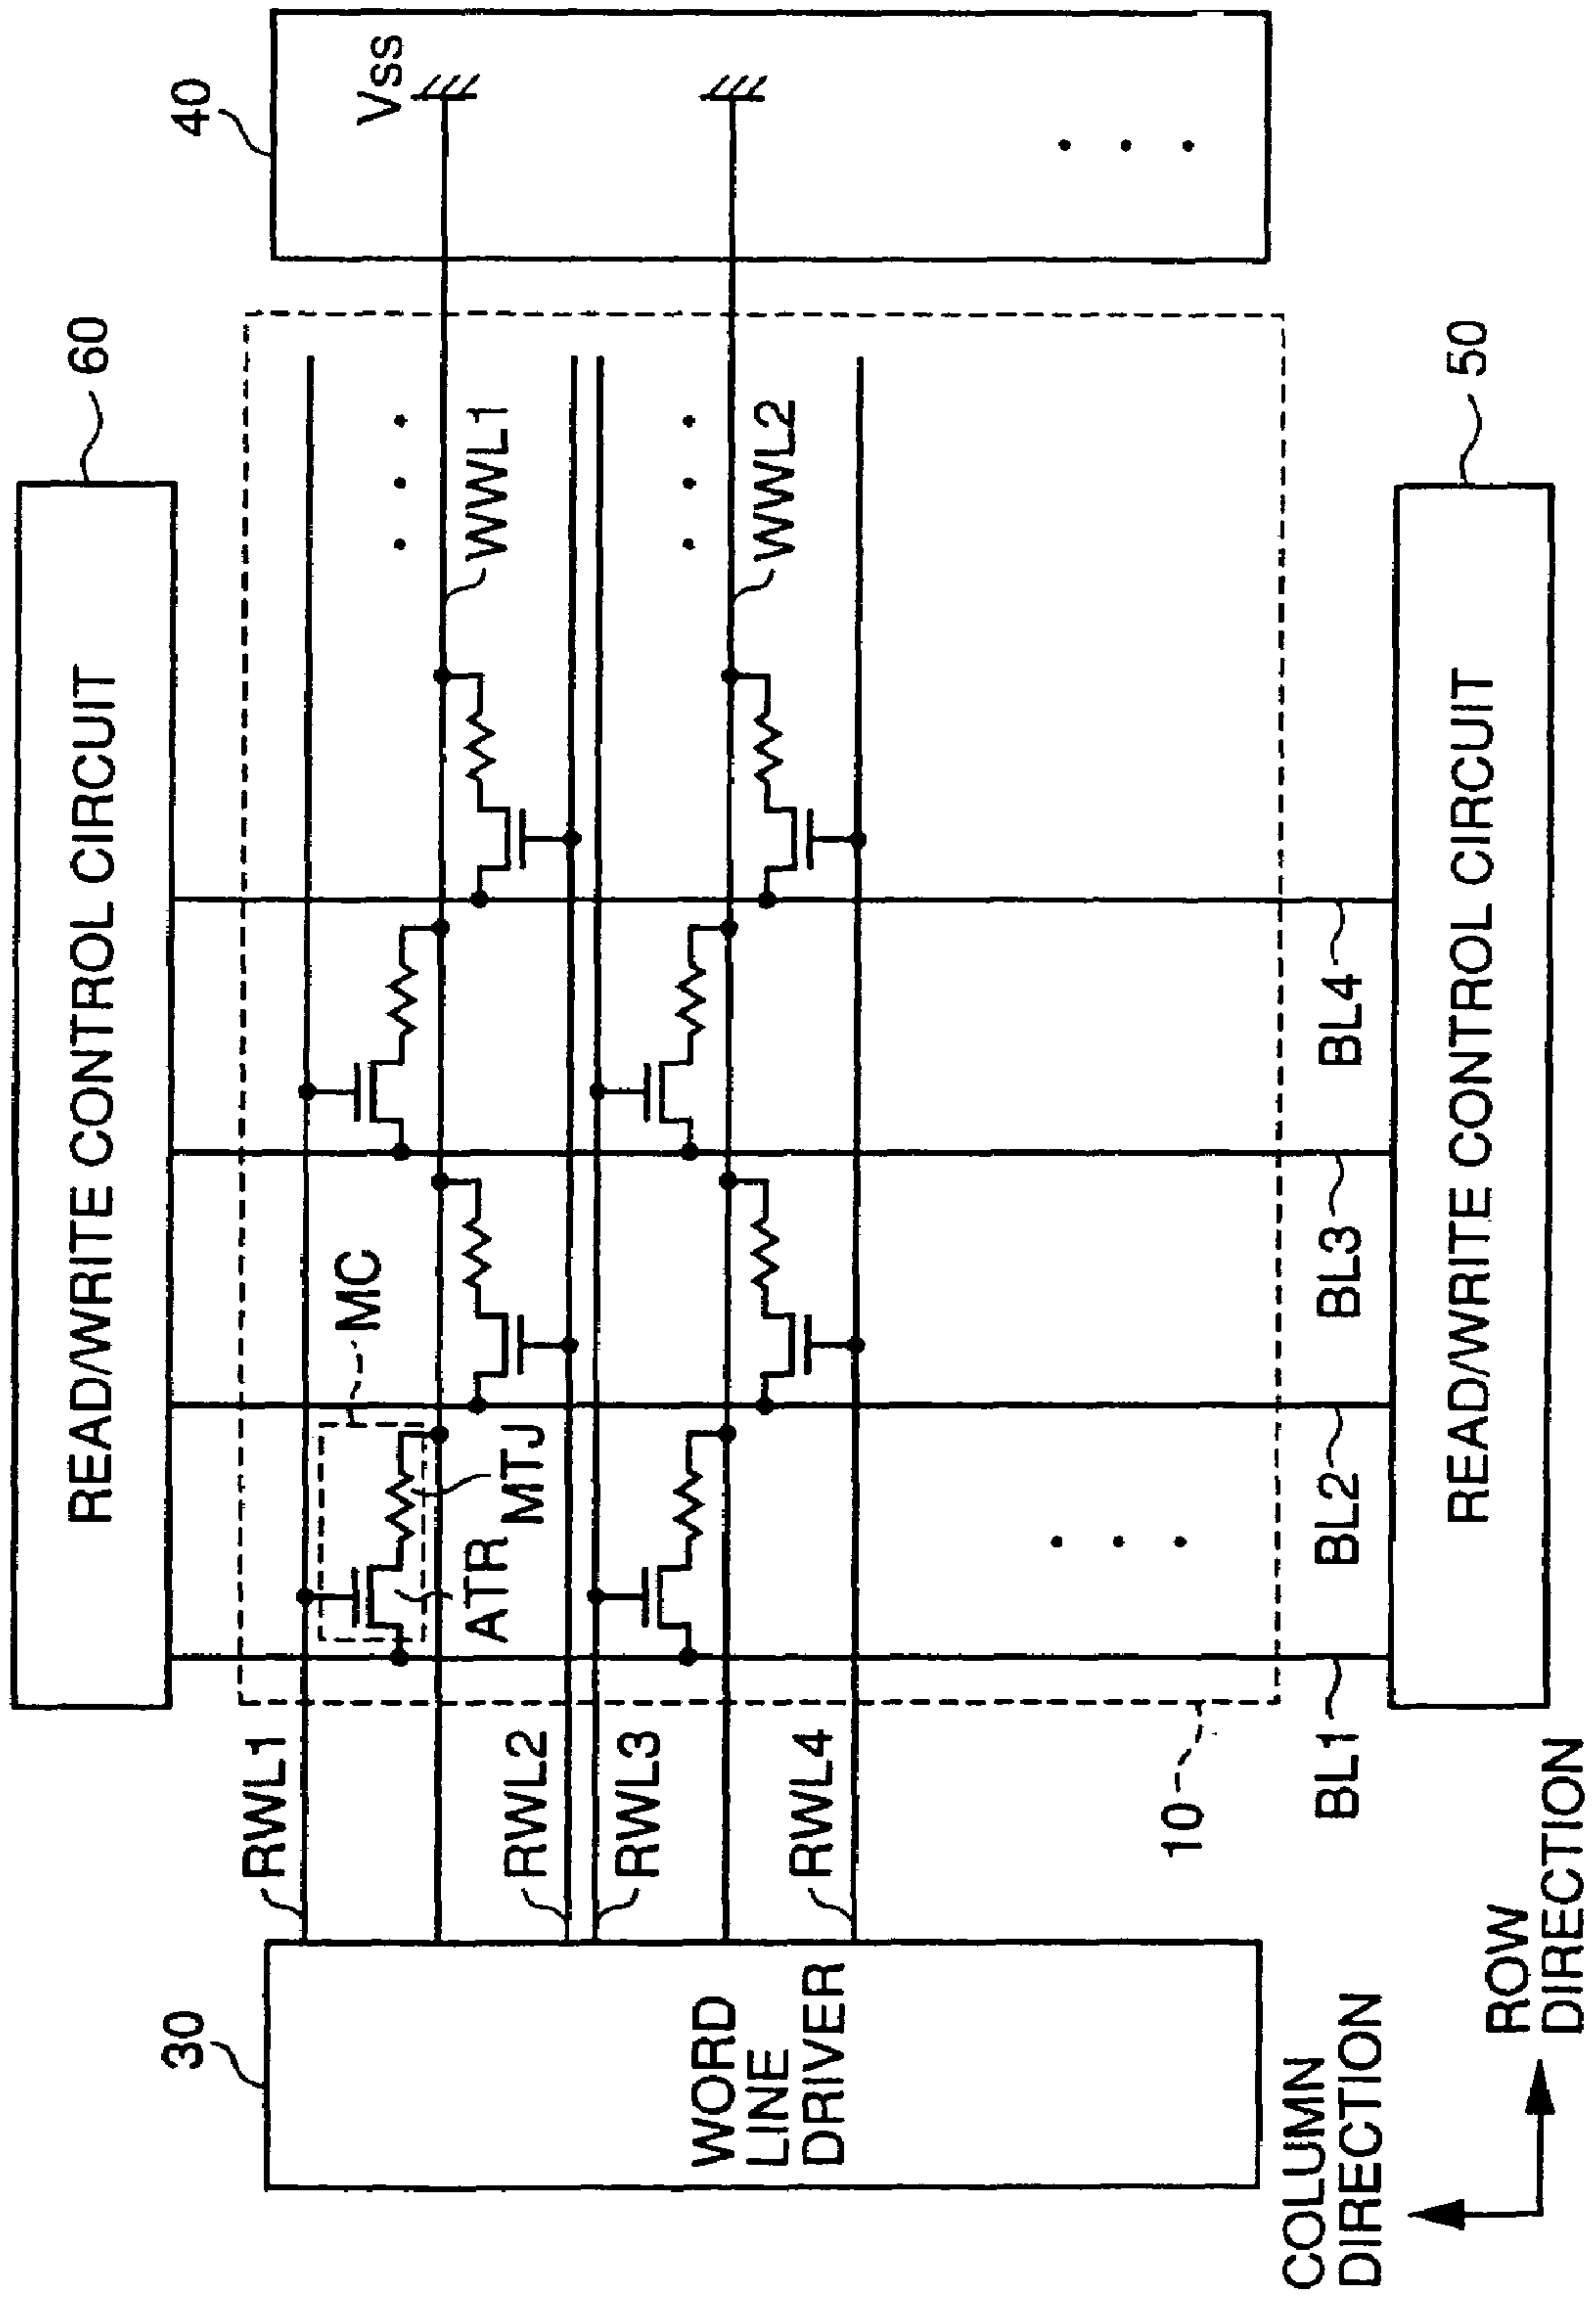 60
READ/WRITE CONTROL CIRCUIT
40
Vss
30
WORD
LINE
DRIVER
RWL1
RWL2
RWL3
RWL4
MC
ATR
MTJ
WWL1
WWL2
10
BL1
BL2
BL3
BL4
50
READ/WRITE CONTROL CIRCUIT
COLUMN
DIRECTION
ROW
DIRECTION